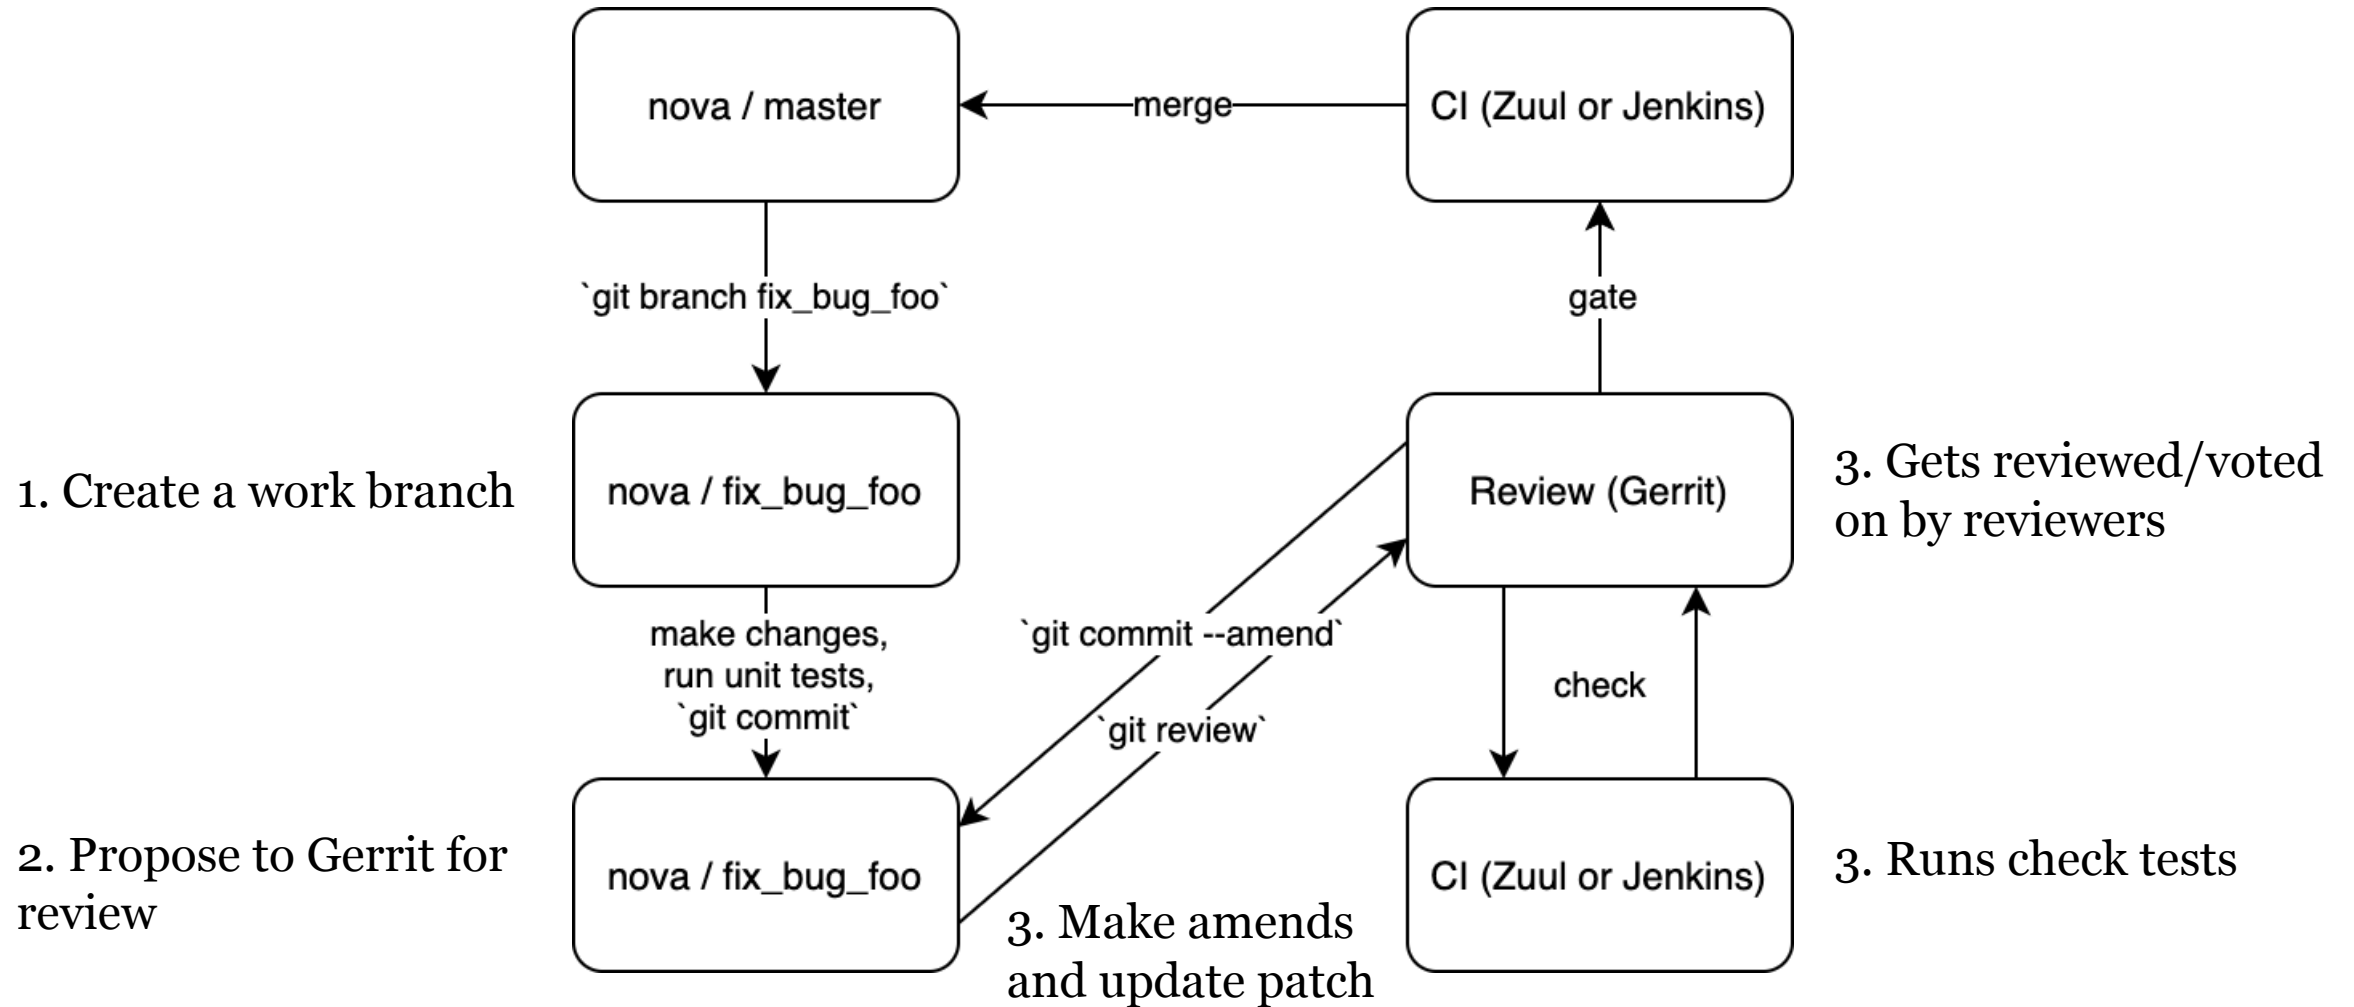 nova / master
merge
CI (Zuul or Jenkins)
`git branch fix_bug_foo`
gate
1. Create a work branch
nova / fix_bug_foo
Review (Gerrit)
3. Gets reviewed/voted
on by reviewers
make changes,
run unit tests,
`git commit`
`git commit --amend`
`git review`
check
2. Propose to Gerrit for
review
nova / fix_bug_foo
3. Make amends
and update patch
CI (Zuul or Jenkins)
3. Runs check tests